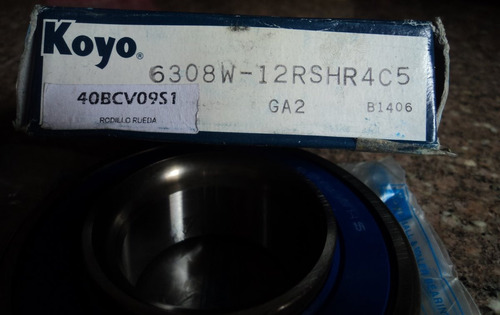 Koyo®
6308W-12RSHR4C5
40BCV09S1
GA2
B1406
RODILLO RUEDA